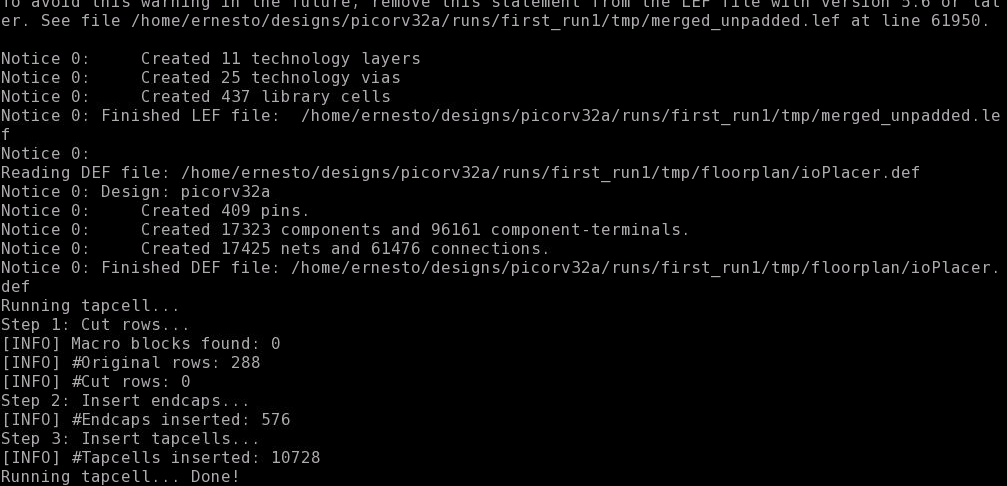 To avoid this warning in the future, remove this statement from the LEF file with version 5.6 or lat
er. See file /home/ernesto/designs/picorv32a/runs/first_run1/tmp/merged_unpadded.lef at line 61950.
Notice 0:     Created 11 technology layers
Notice 0:     Created 25 technology vias
Notice 0:     Created 437 library cells
Notice 0: Finished LEF file:  /home/ernesto/designs/picorv32a/runs/first_run1/tmp/merged_unpadded.le
f
Notice 0:
Reading DEF file: /home/ernesto/designs/picorv32a/runs/first_run1/tmp/floorplan/ioPlacer.def
Notice 0: Design: picorv32a
Notice 0:     Created 409 pins.
Notice 0:     Created 17323 components and 96161 component-terminals.
Notice 0:     Created 17425 nets and 61476 connections.
Notice 0: Finished DEF file: /home/ernesto/designs/picorv32a/runs/first_run1/tmp/floorplan/ioPlacer.
def
Running tapcell...
Step 1: Cut rows...
[INFO] Macro blocks found: 0
[INFO] #Original rows: 288
[INFO] #Cut rows: 0
Step 2: Insert endcaps...
[INFO] #Endcaps inserted: 576
Step 3: Insert tapcells...
[INFO] #Tapcells inserted: 10728
Running tapcell... Done!